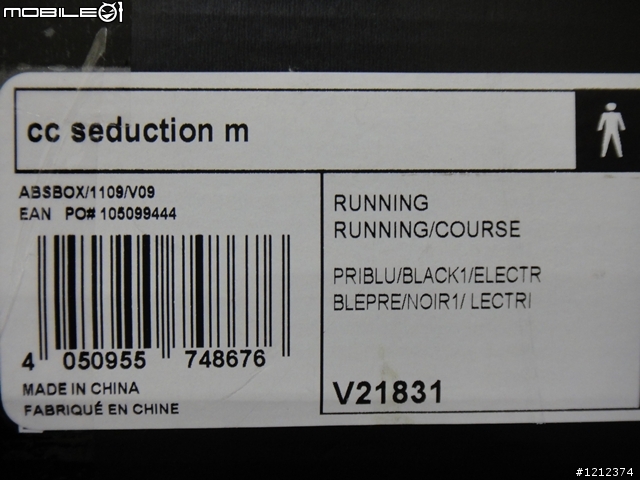 MOBILE01
cc seduction m
ABSBOX/1109/V09
EAN PO# 105099444
4 050955 748676
MADE IN CHINA
FABRIQUÉ EN CHINE
RUNNING
RUNNING/COURSE
PRIBLU/BLACK1/ELECTR
BLEPRE/NOIR1/ LECTRI
V21831
#1212374